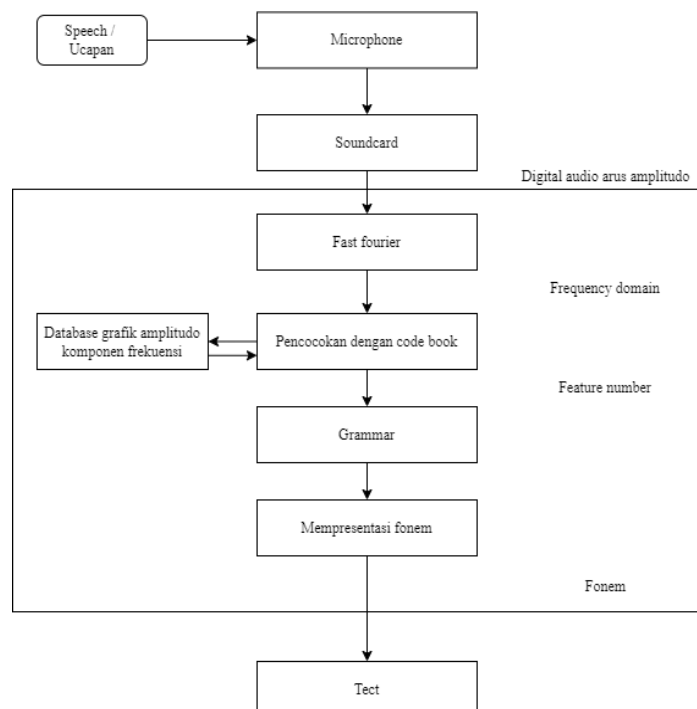 Speech /
Ucapan
Microphone
Soundcard
Digital audio arus amplitudo
Fast fourier
Frequency domain
Database grafik amplitudo
komponen frekuensi
Pencocokan dengan code book
Feature number
Grammar
Mempresentasi fonem
Fonem
Tect